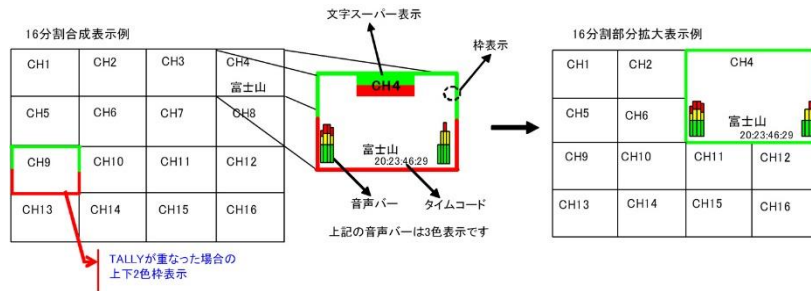 16分割合成表示例
CH1
CH2
CH3
CH4
富士山
CH5
CH6
CH7
CH8
CH9
CH10
CH11
CH12
CH13
CH14
CH15
CH16
TALLYが重なった場合の
上下2色枠表示
文字スーパー表示
枠表示
CH4
富士山
20:23:46:29
音声バー
タイムコード
上記の音声バーは3色表示です
16分割部分拡大表示例
CH1
CH2
CH4
CH5
CH6
富士山
20:23:46:29
CH9
CH10
CH11
CH12
CH13
CH14
CH15
CH16